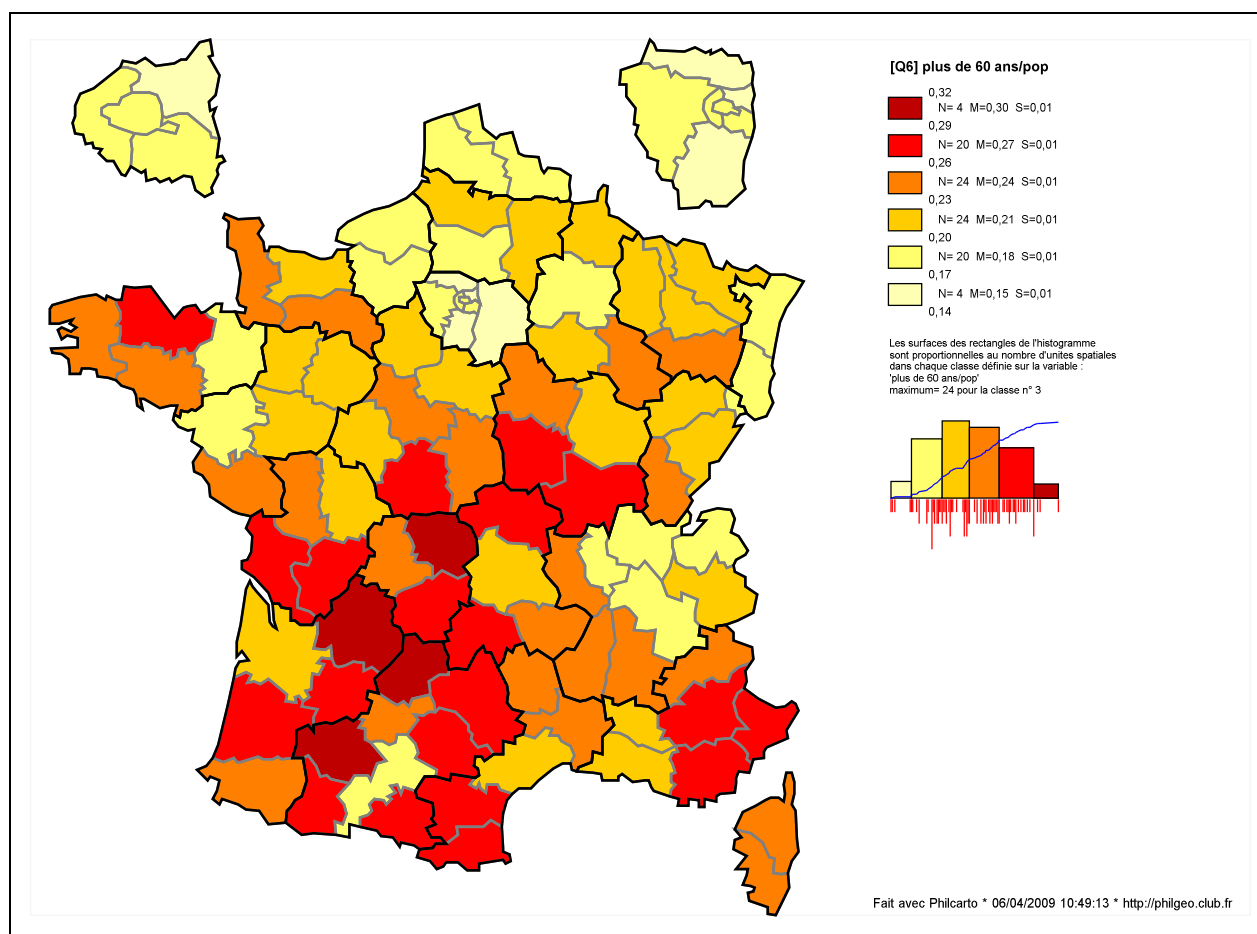 [Q6] plus de 60 ans/pop
0,32
N= 4 M=0,30 S=0,01
0,29
N= 20 M=0,27 S=0,01
0,26
N= 24 M=0,24 S=0,01
0,23
N= 24 M=0,21 S=0,01
0,20
N= 20 M=0,18 S=0,01
0,17
N= 4 M=0,15 S=0,01
0,14
Les surfaces des rectangles de l'histogramme
sont proportionnelles au nombre d'unites spatiales
dans chaque classe définie sur la variable :
'plus de 60 ans/pop'
maximum= 24 pour la classe n° 3
Fait avec Philcarto * 06/04/2009 10:49:13 * http://philgeo.club.fr